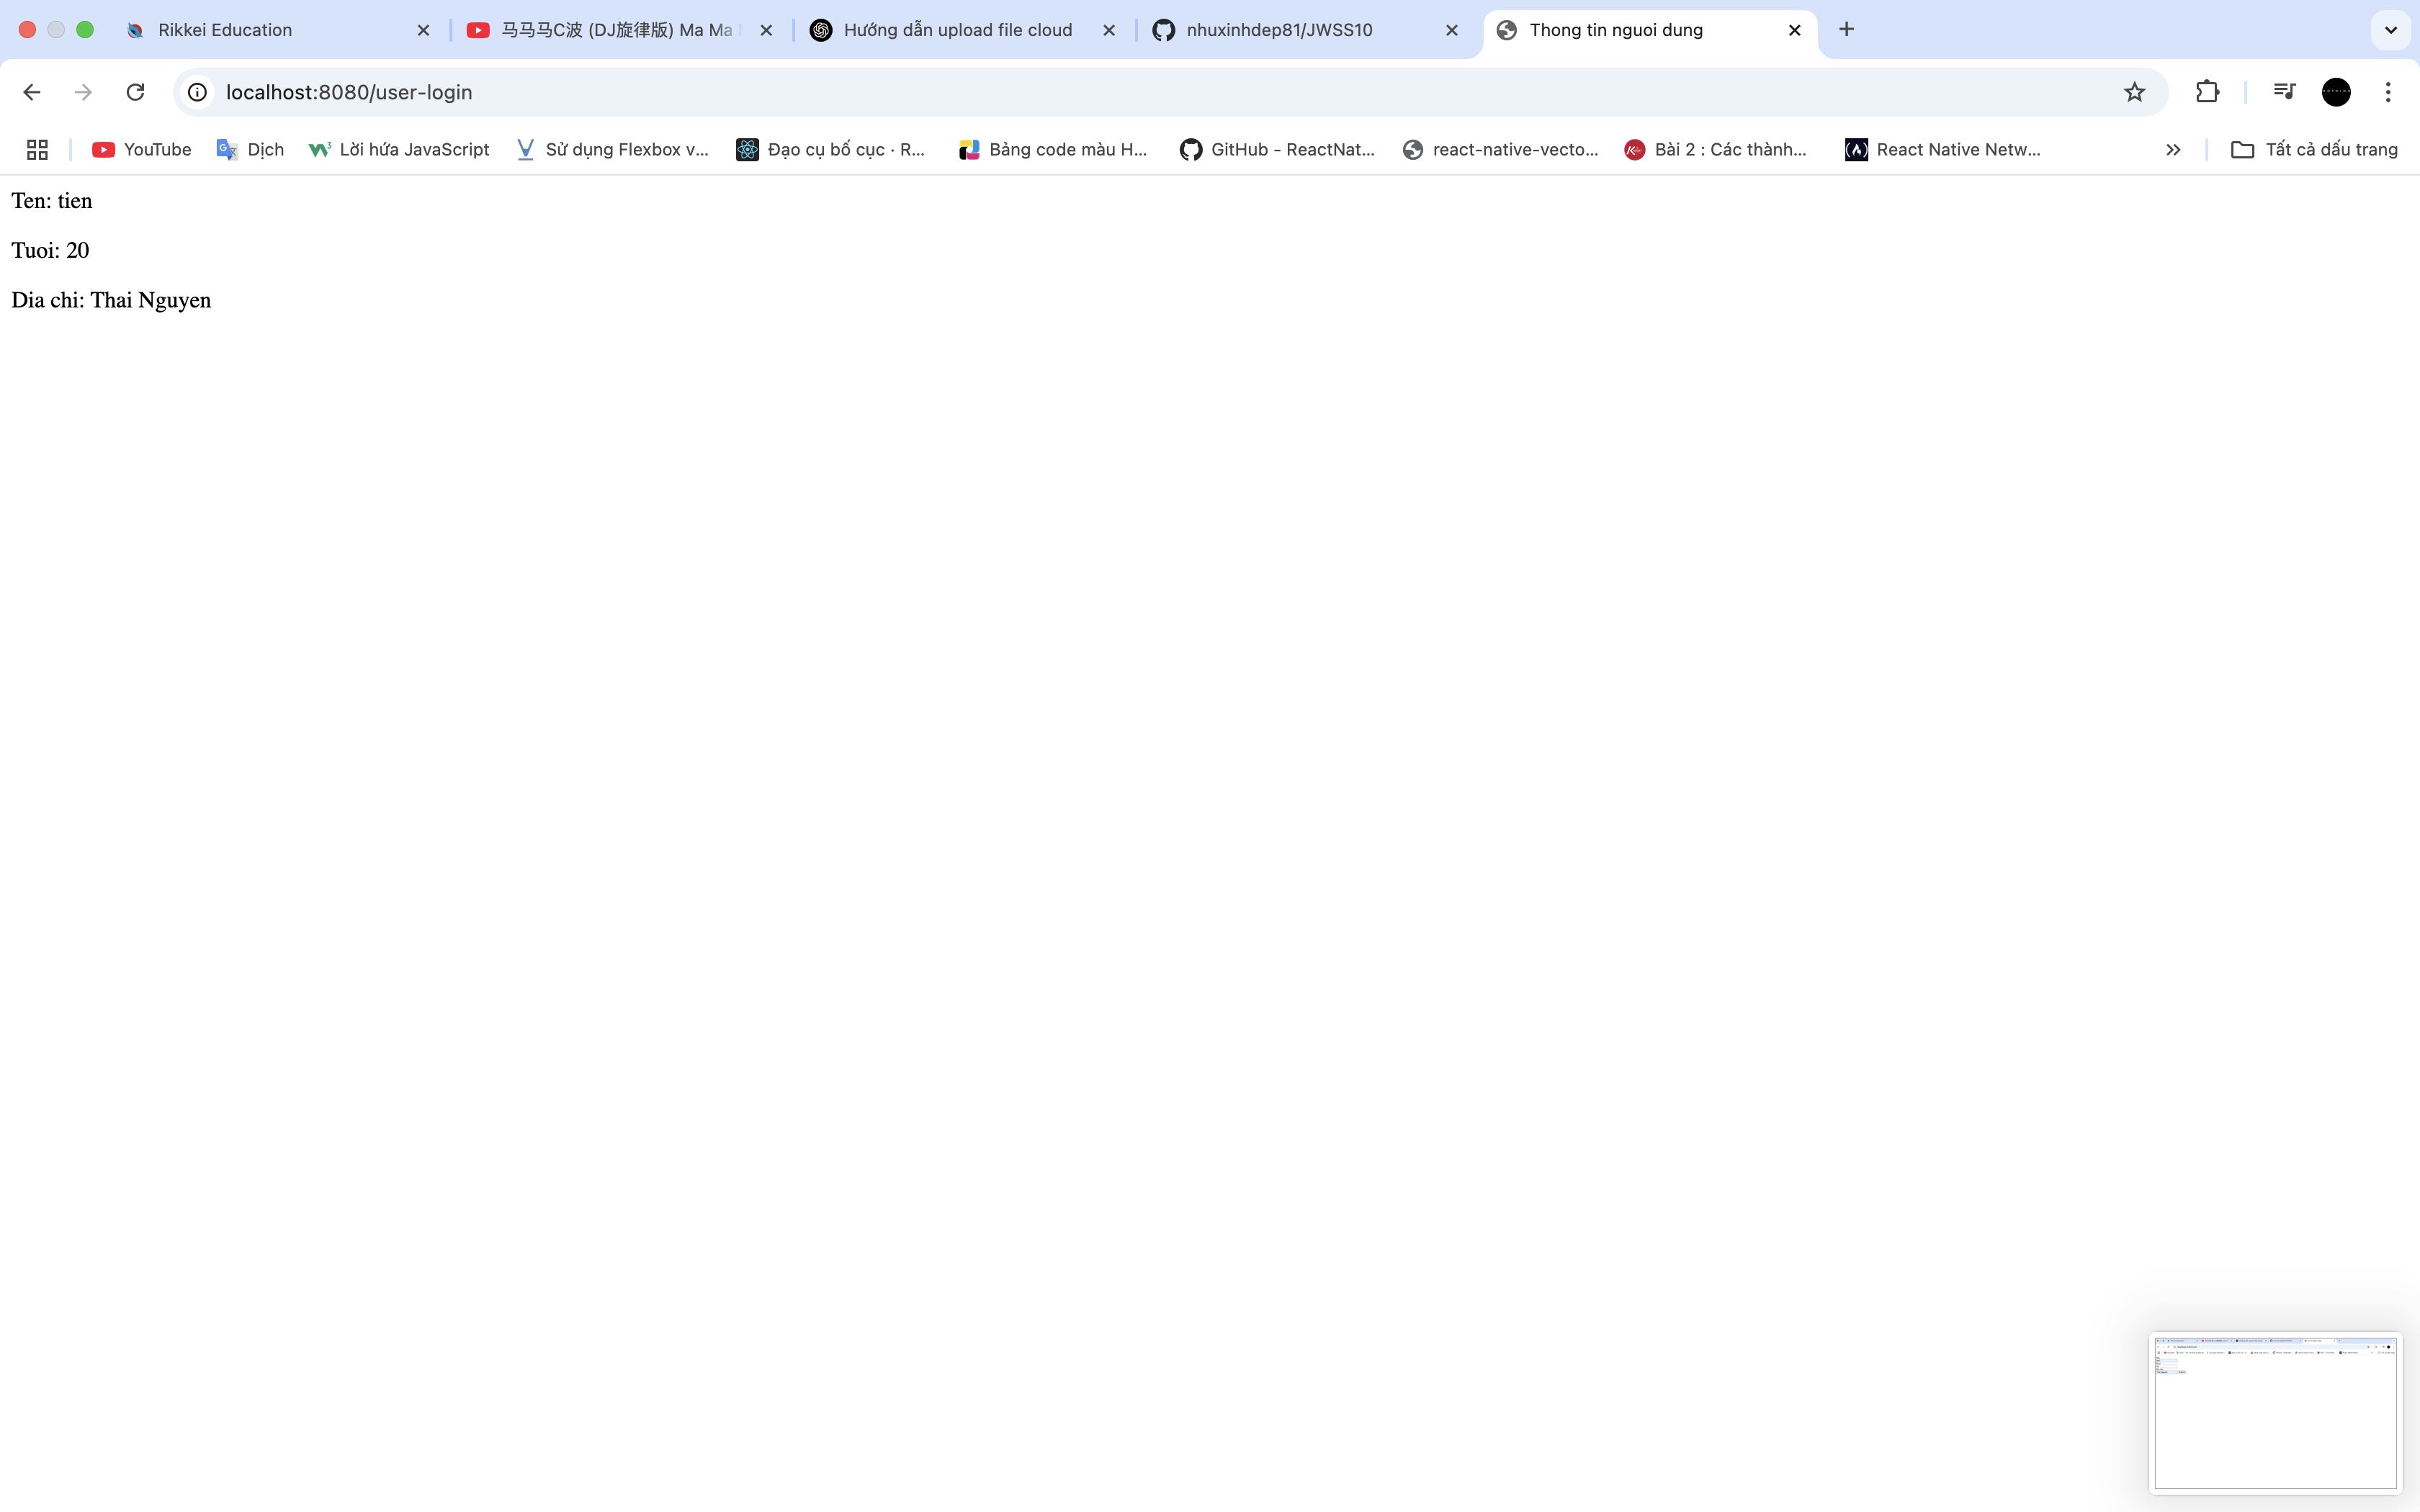 Rikkei Education
马马马C波 (DJ旋律版) Ma Ma
Hướng dẫn upload file cloud
nhuxinhdep81/JWSS10
Thong tin nguoi dung
localhost:8080/user-login
YouTube
Dịch
Lời hứa JavaScript
Sử dụng Flexbox v...
Đạo cụ bố cục · R...
Bảng code màu H...
GitHub - ReactNat...
react-native-vecto...
Bài 2 : Các thành...
React Native Netw...
Tất cả dấu trang
Ten: tien
Tuoi: 20
Dia chi: Thai Nguyen